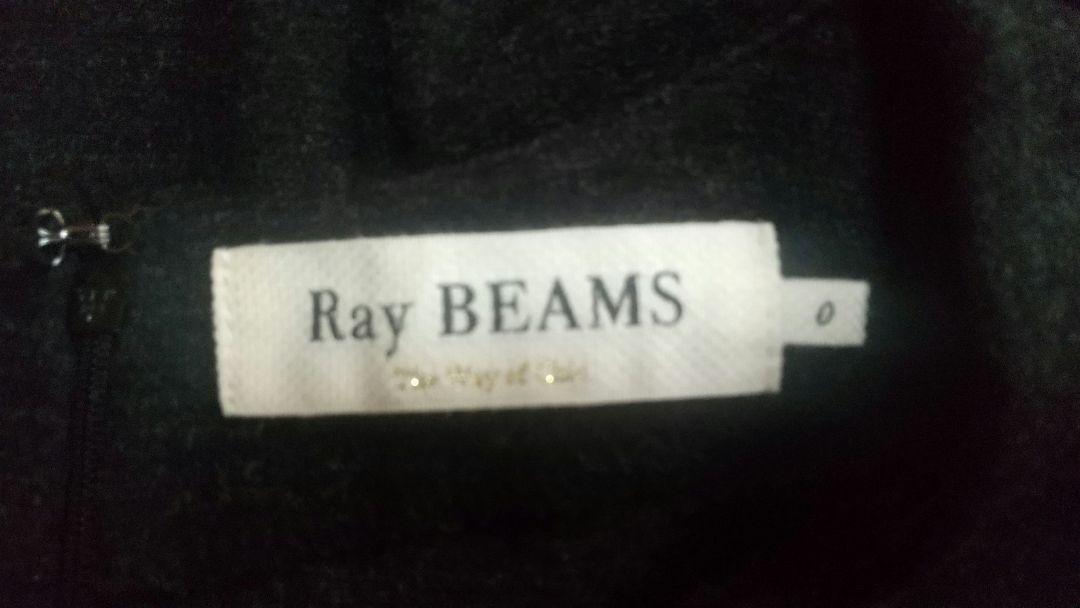 Ray BEAMS
0
The Way of